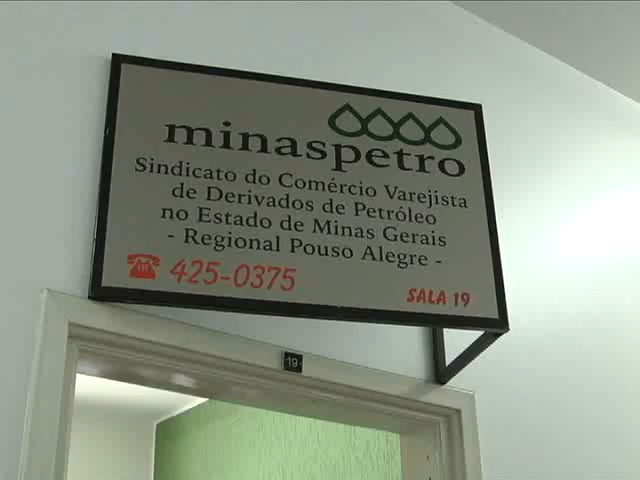 minaspetro
Sindicato do Comércio Varejista
de Derivados de Petróleo
no Estado de Minas Gerais
- Regional Pouso Alegre -
425-0375
SALA 19
19